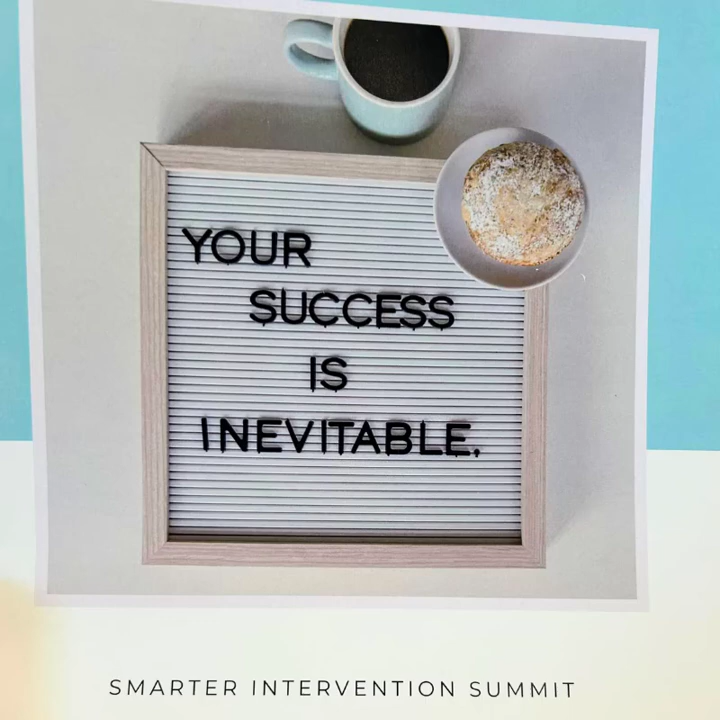 YOUR
SUCCESS
IS
INEVITABLE.
SMARTER INTERVENTION SUMMIT